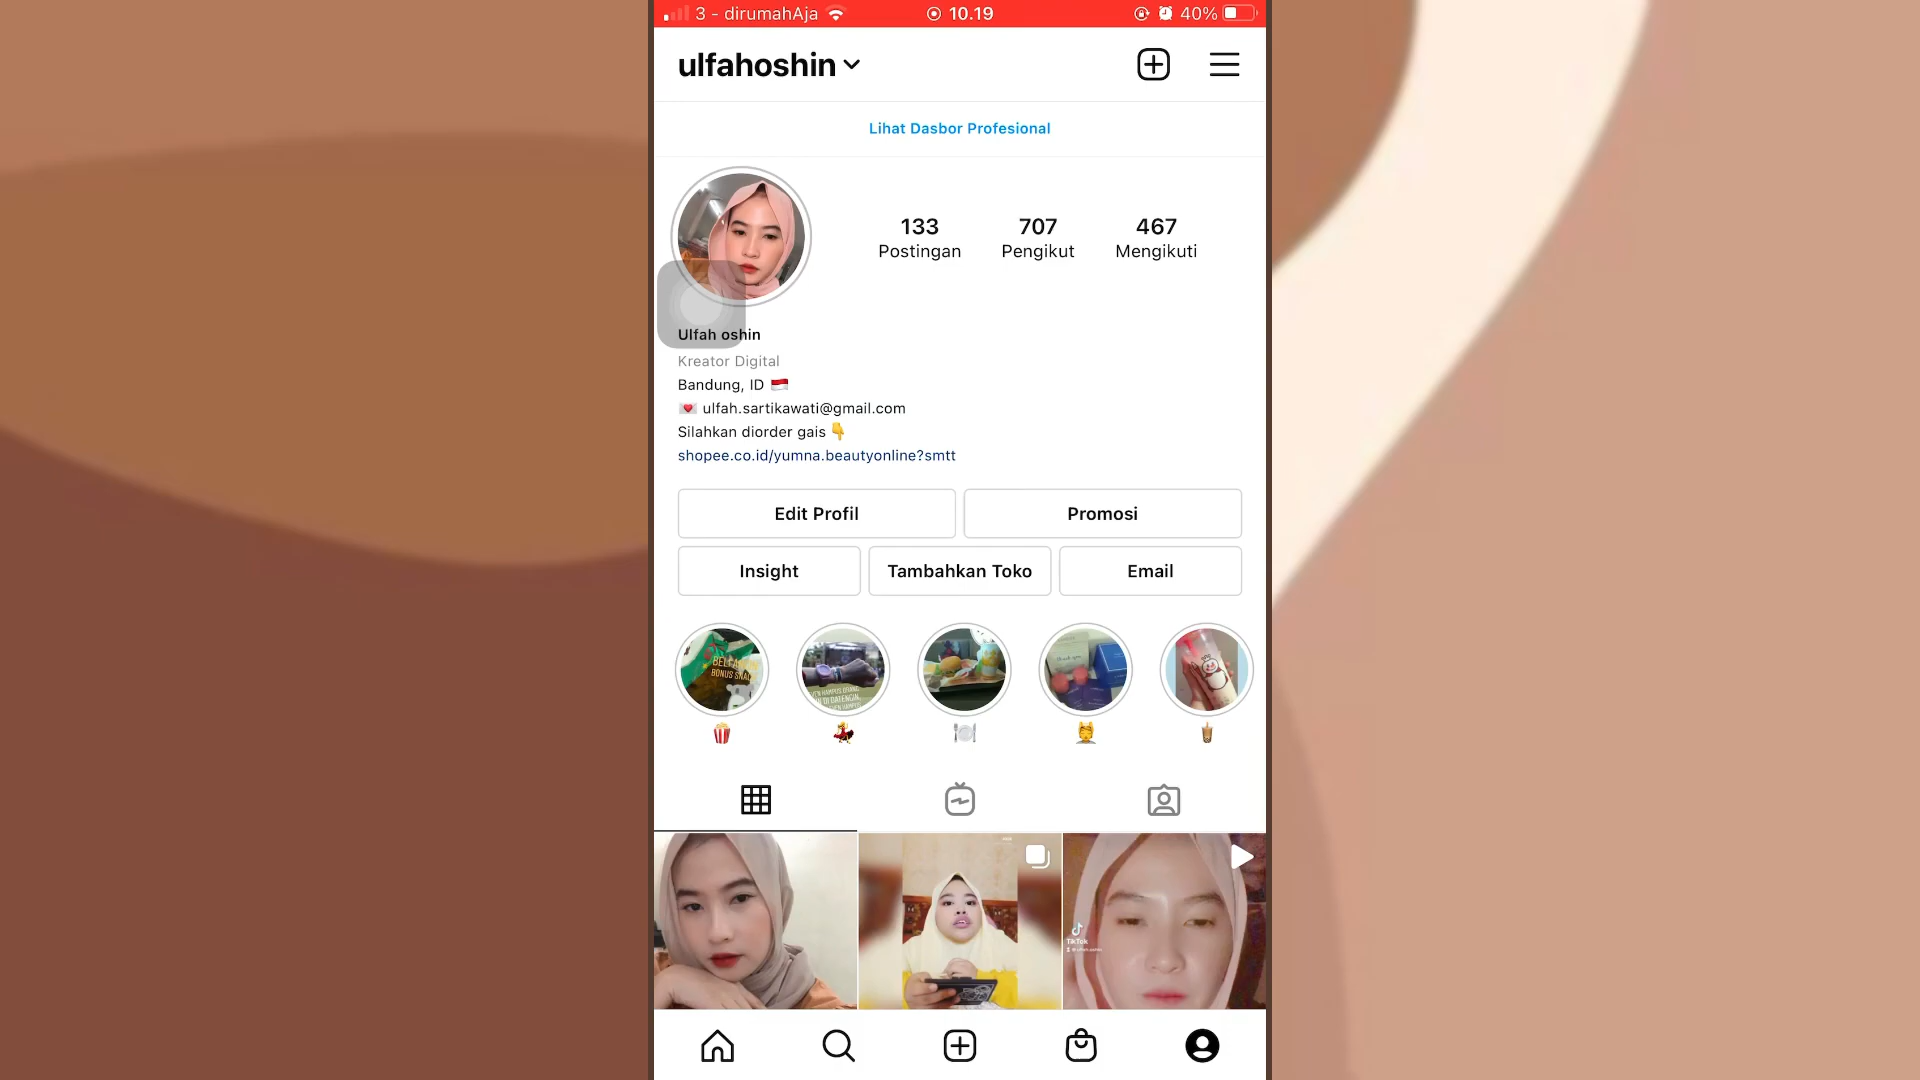 3 - dirumahAja 10.19 40%
ulfahoshin
Lihat Dasbor Profesional
133 707 467
Postingan Pengikut Mengikuti
Ulfah oshin
Kreator Digital
Bandung, ID 🇮🇩
💌 ulfah.sartikawati@gmail.com
Silahkan diorder gais 👇
shopee.co.id/yumna.beautyonline?smtt
Edit Profil Promosi
Insight Tambahkan Toko Email
BONUS
TikTok